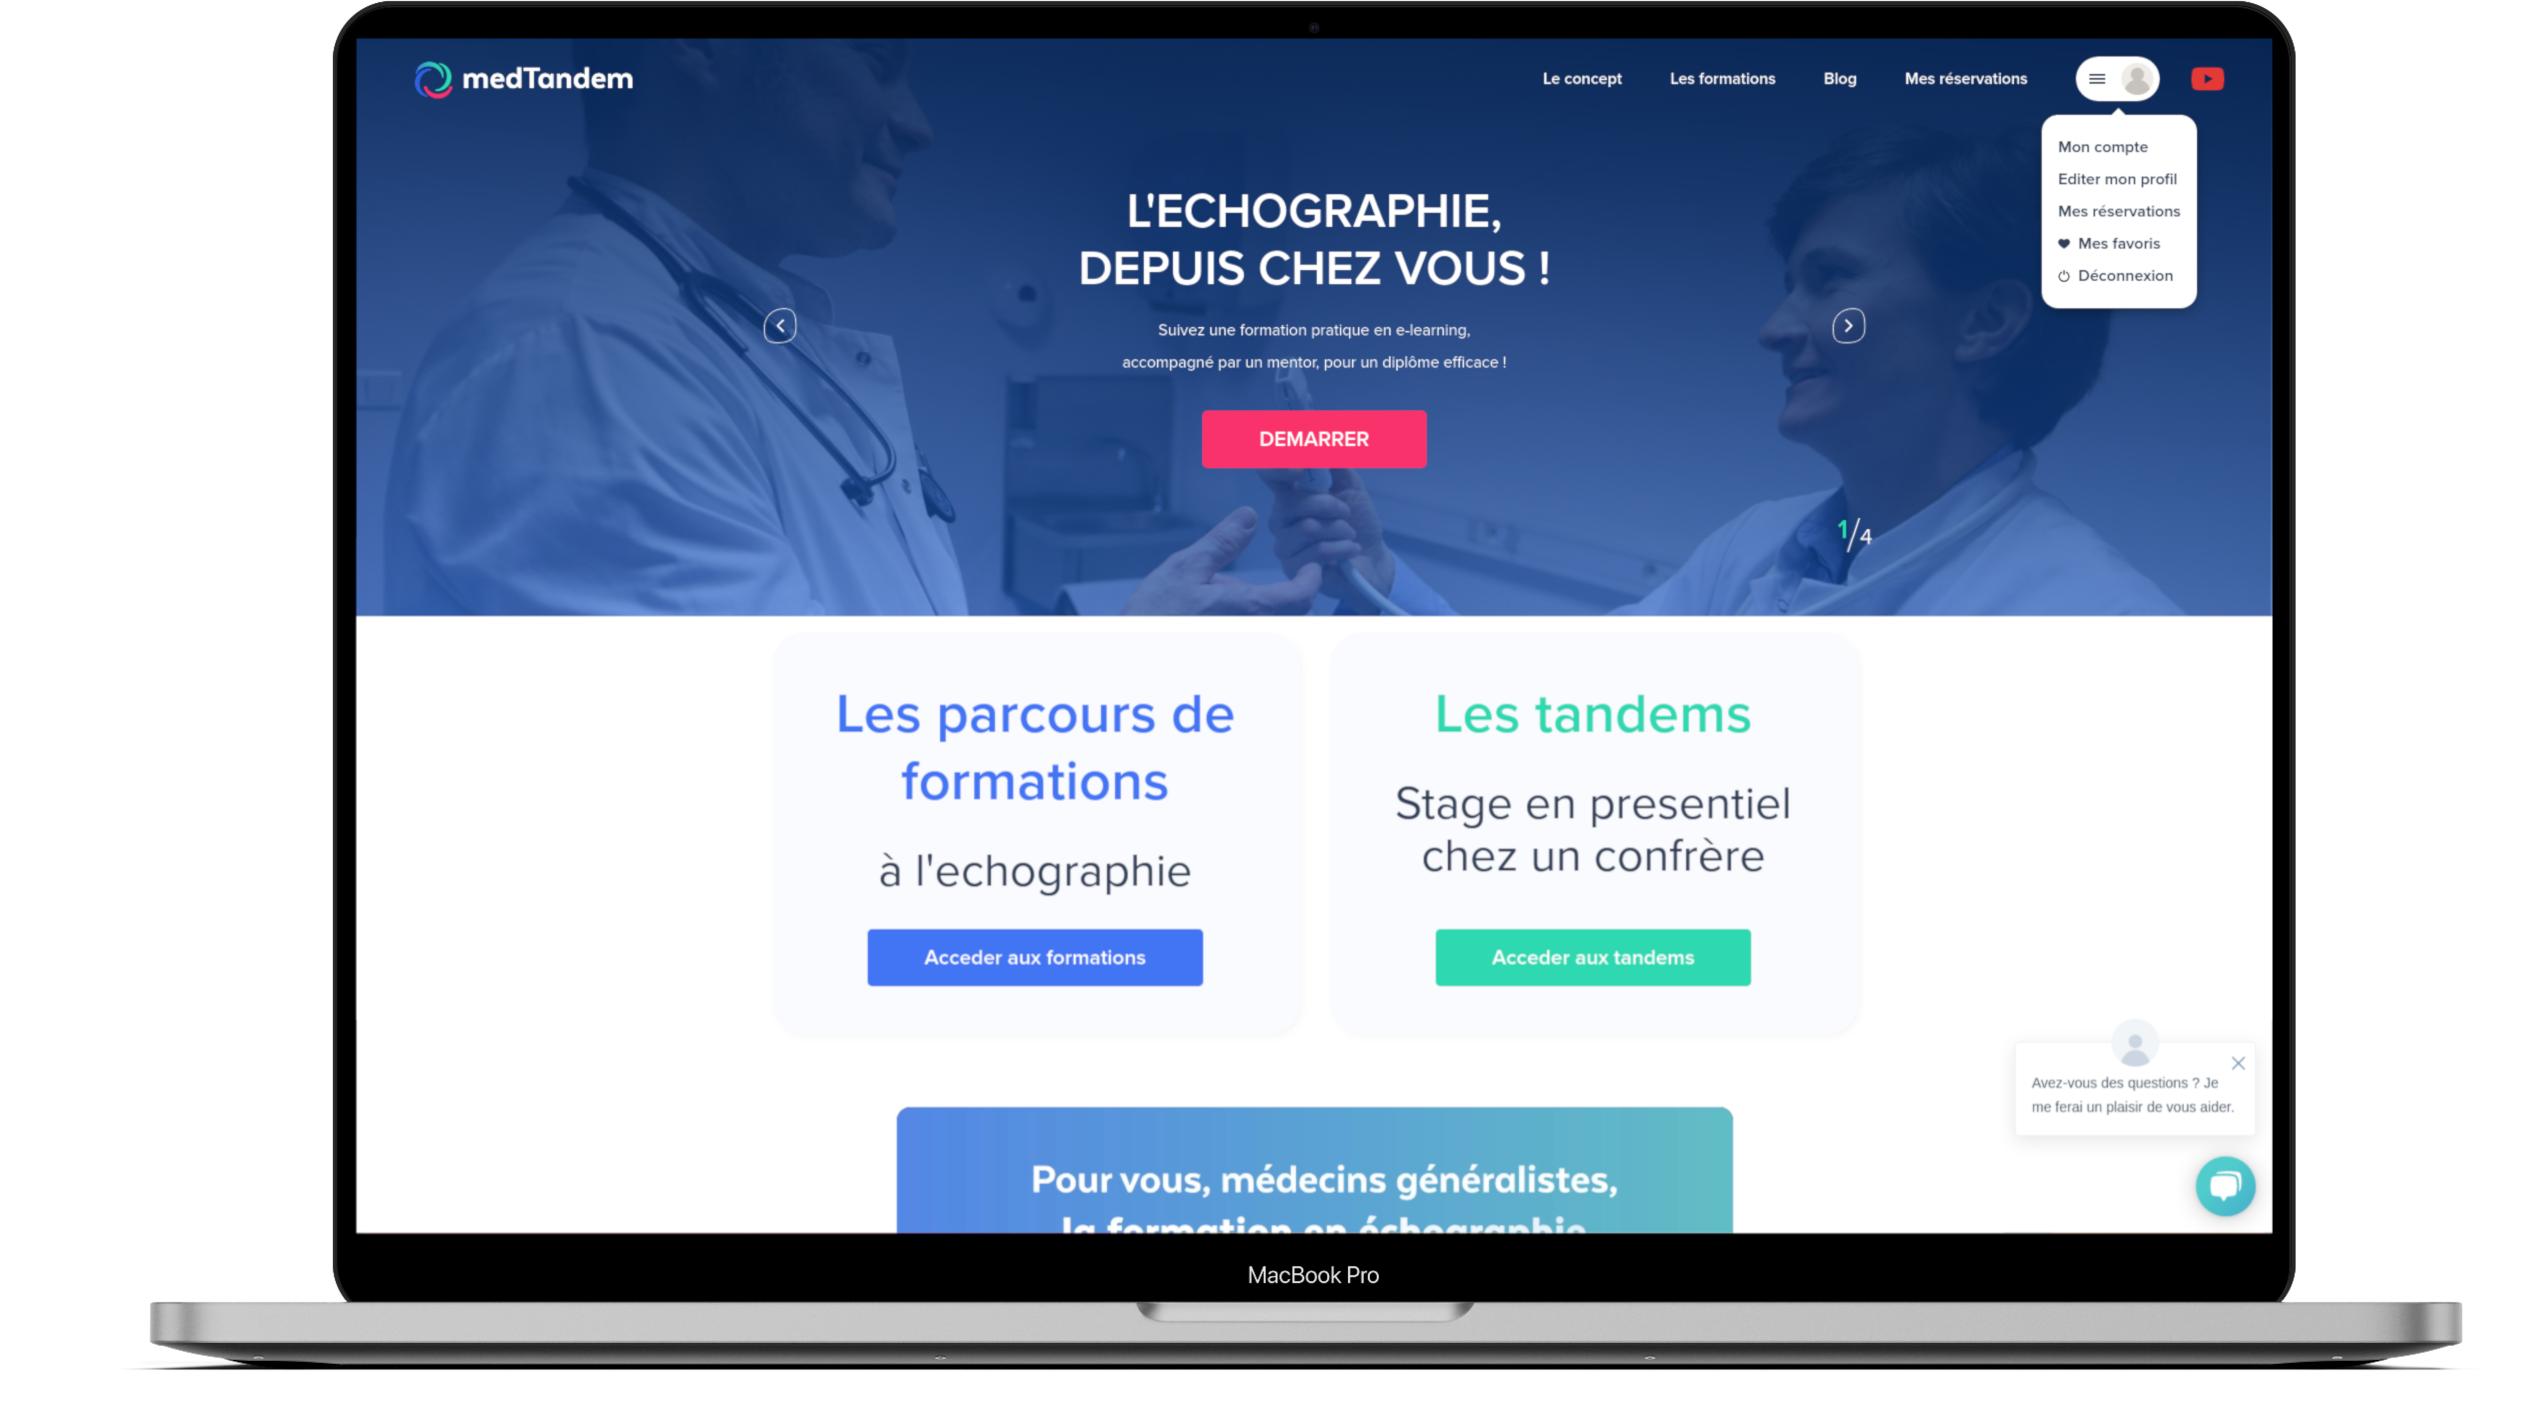 medTandem
Le concept
Les formations
Blog
Mes réservations
Mon compte
Editer mon profil
Mes réservations
Mes favoris
Déconnexion
L'ECHOGRAPHIE,
DEPUIS CHEZ VOUS !
Suivez une formation pratique en e-learning,
accompagné par un mentor, pour un diplôme efficace !
DEMARRER
1/4
Les parcours de
formations
à l'echographie
Acceder aux formations
Les tandems
Stage en presentiel
chez un confrère
Acceder aux tandems
Avez-vous des questions ? Je
me ferai un plaisir de vous aider.
Pour vous, médecins généralistes,
la formation en échographie
MacBook Pro